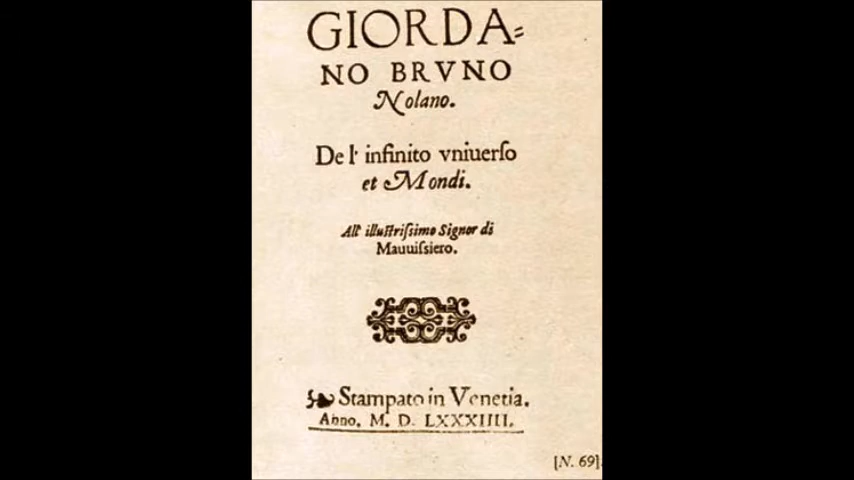 GIORDA=
NO BRVNO
Nolano.
De l' infinito vniuerſo
et Mondi.
All' illuſtriſsimo Signor di
Mauuiſsiero.
Stampato in Venetia.
Anno. M. D. LXXXIIII.
[N. 69]